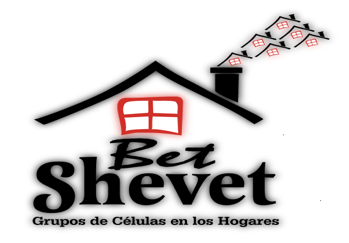 Bet
Shevet
Grupos de Células en los Hogares